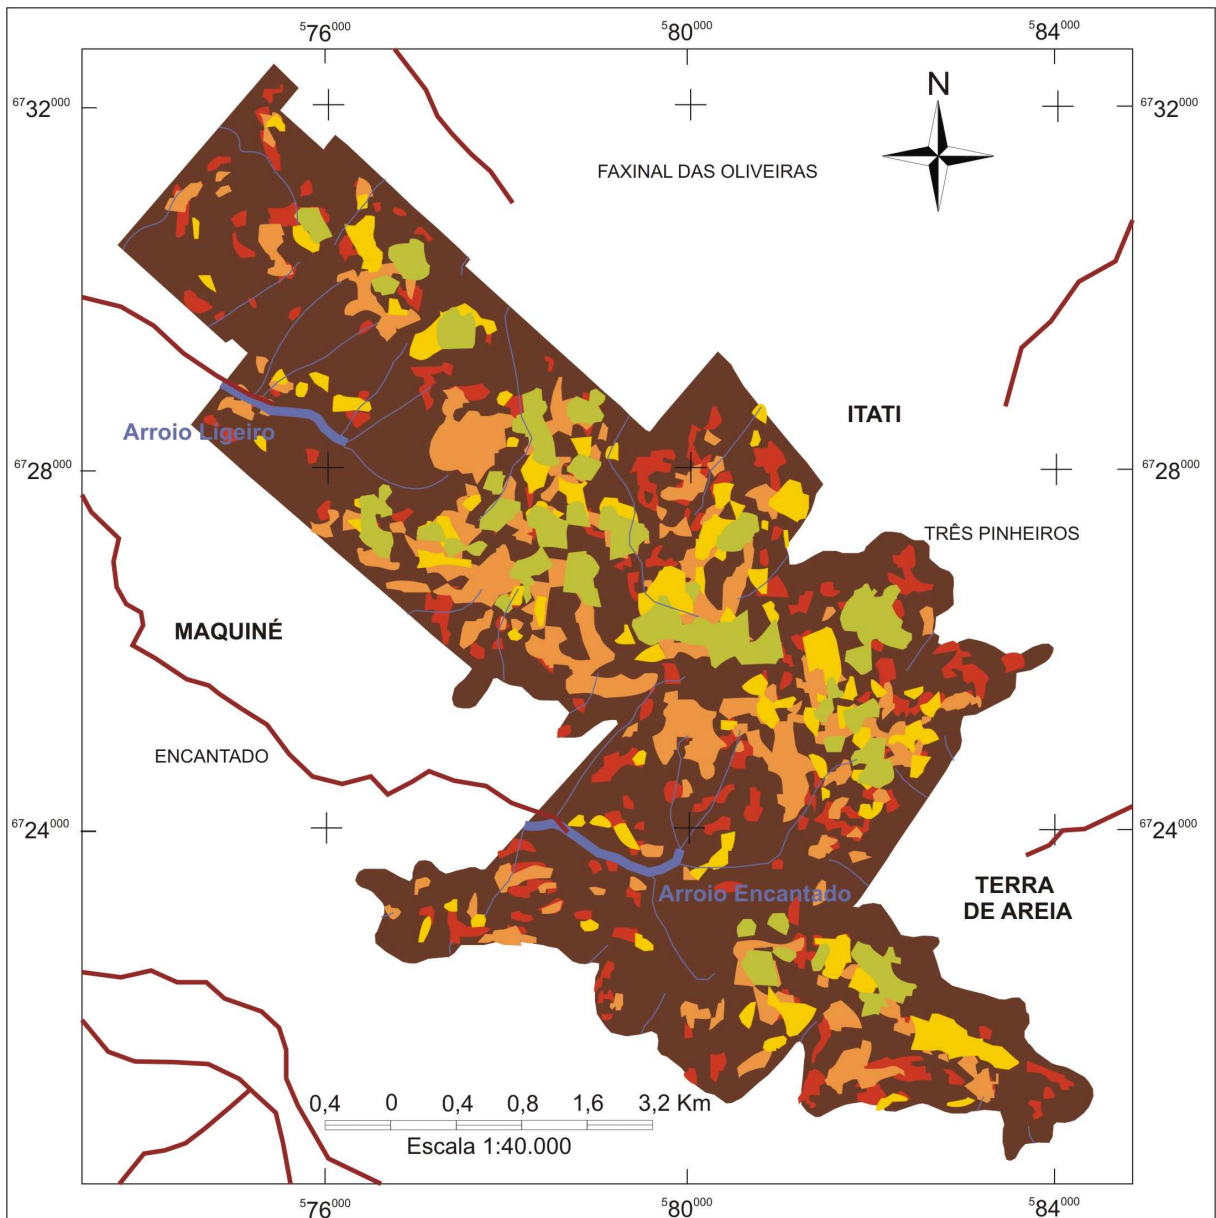 576000 580000 584000
N
6732000 6732000
FAXINAL DAS OLIVEIRAS
ITATI
Arroio Ligeiro
6728000 6728000
TRÊS PINHEIROS
MAQUINÉ
ENCANTADO
6724000 6724000
TERRA
DE AREIA
Arroio Encantado
0,4 0 0,4 0,8 1,6 3,2 Km
Escala 1:40.000
576000 580000 584000